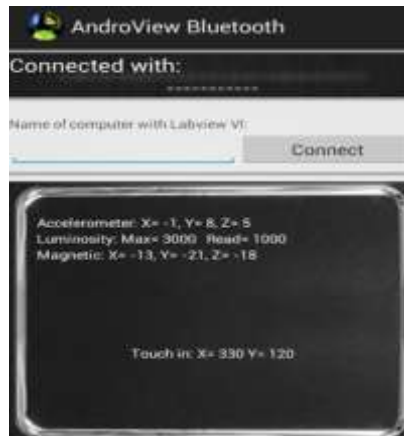 AndroView Bluetooth
Connected with:
-----------
Name of computer with Labview VI:
Connect
Accelerometer: X= -1, Y= 8, Z= 5
Luminosity: Max= 3000 Read= 1000
Magnetic: X= -13, Y= -21, Z= -18
Touch in: X= 330 Y= 120